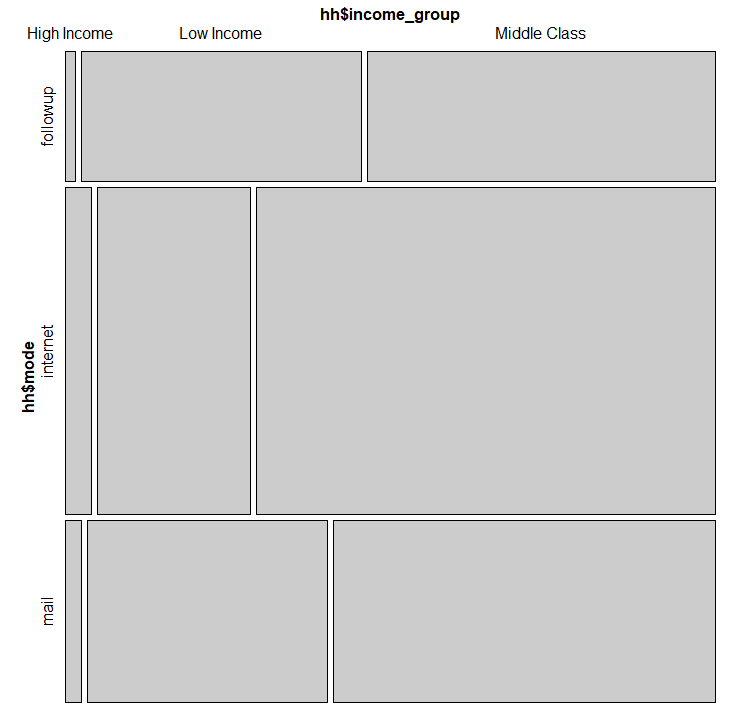 hh$income_group
High Income Low Income Middle Class
followup
internet
hh$mode
mail